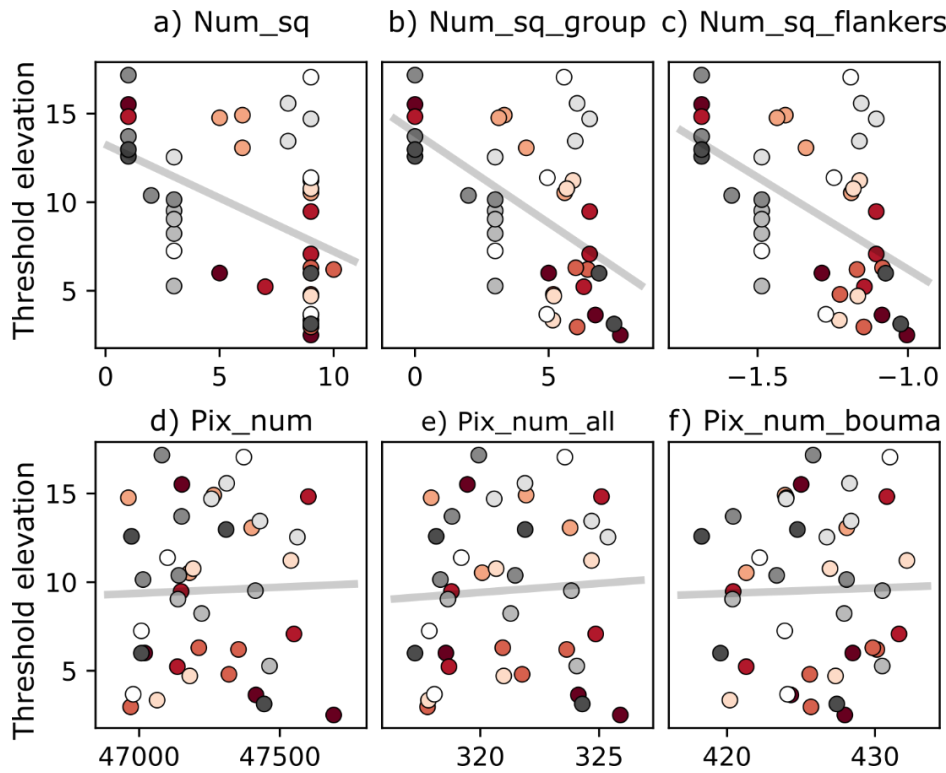 a) Num_sq
b) Num_sq_group
c) Num_sq_flankers
Threshold elevation
15
10
5
0 5 10
0 5
−1.5 −1.0
d) Pix_num
e) Pix_num_all
f) Pix_num_bouma
Threshold elevation
15
10
5
47000 47500
320 325
420 430